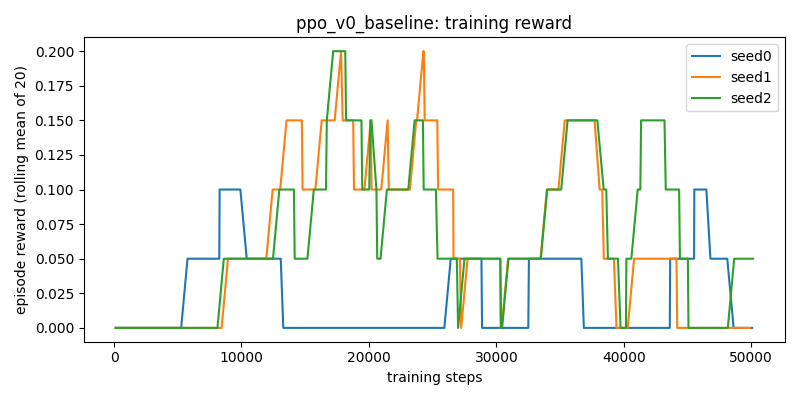 ppo_v0_baseline: training reward
episode reward (rolling mean of 20)
0.200
0.175
0.150
0.125
0.100
0.075
0.050
0.025
0.000
seed0
seed1
seed2
0
10000
20000
30000
40000
50000
training steps